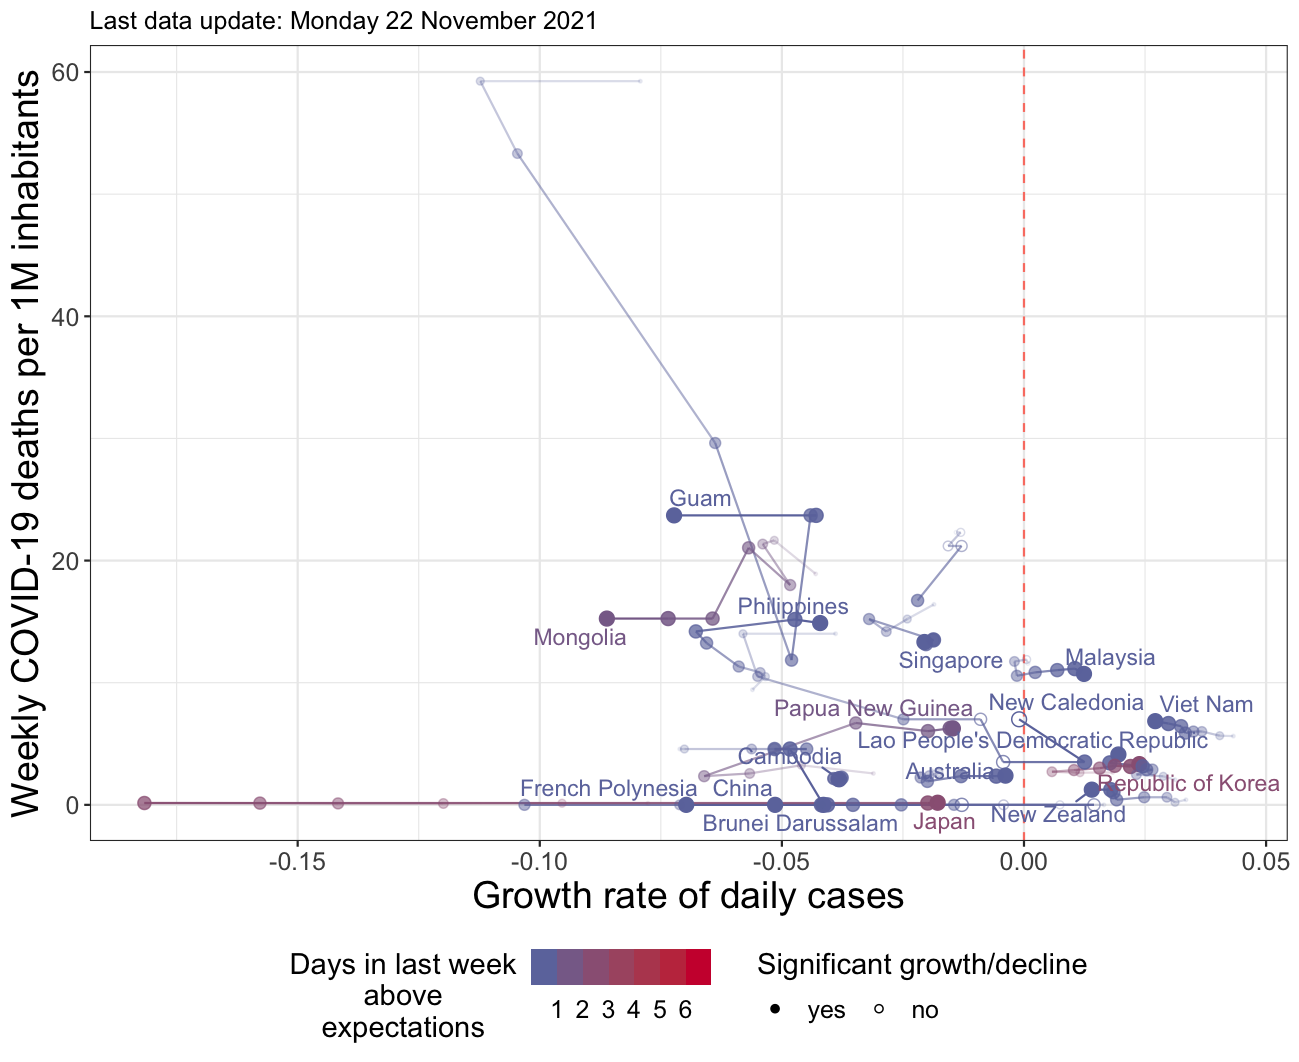 Last data update: Monday 22 November 2021
Weekly COVID-19 deaths per 1M inhabitants
60
40
20
0
Guam
Philippines
Mongolia
Singapore
Malaysia
New Caledonia
Viet Nam
Papua New Guinea
Lao People's Democratic Republic
Cambodia
Australia
Republic of Korea
French Polynesia
China
New Zealand
Brunei Darussalam
Japan
-0.15
-0.10
-0.05
0.00
0.05
Growth rate of daily cases
Days in last week
above
expectations
1 2 3 4 5 6
Significant growth/decline
yes
no